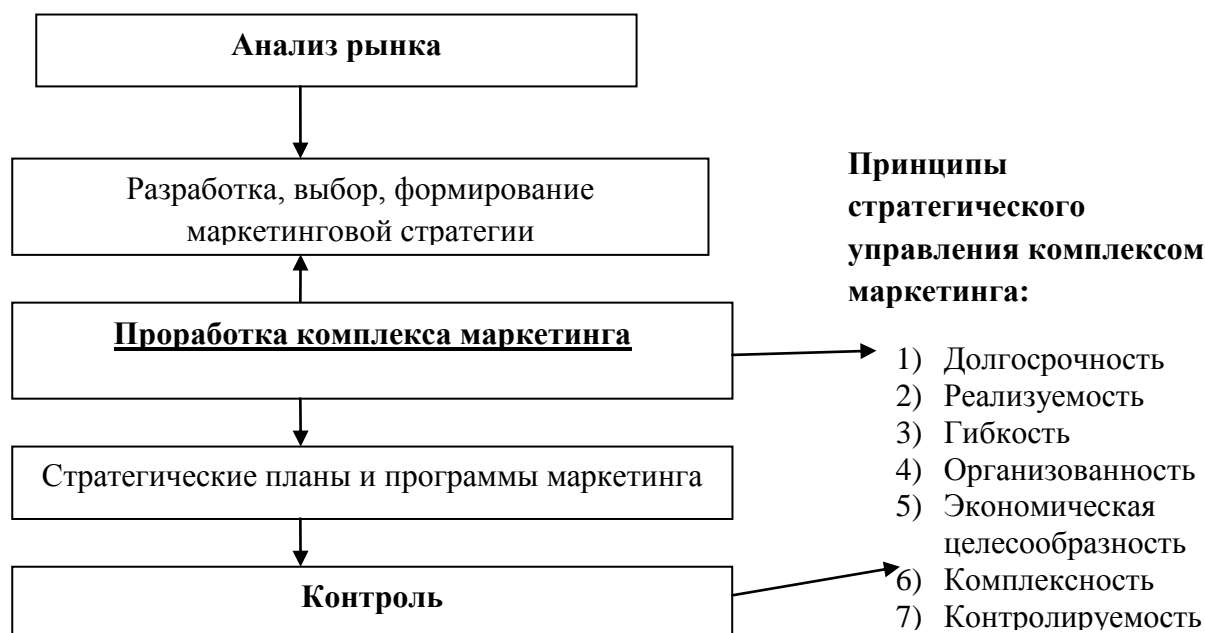 Анализ рынка
Разработка, выбор, формирование
маркетинговой стратегии
Проработка комплекса маркетинга
Стратегические планы и программы маркетинга
Контроль
Принципы
стратегического
управления комплексом
маркетинга:
1) Долгосрочность
2) Реализуемость
3) Гибкость
4) Организованность
5) Экономическая
целесообразность
6) Комплексность
7) Контролируемость